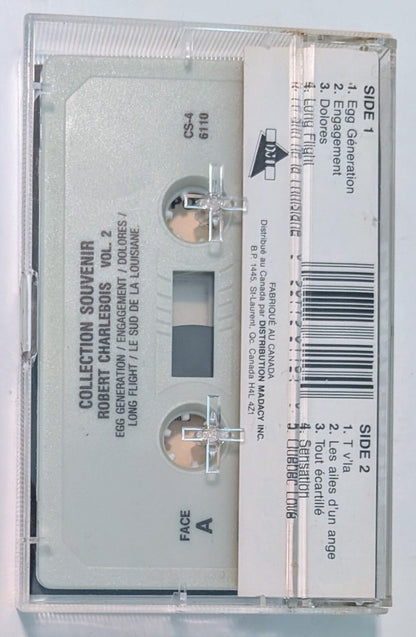 COLLECTION SOUVENIR
ROBERT CHARLEBOIS VOL. 2
EGG GENERATION / ENGAGEMENT / DOLORES /
LONG FLIGHT / LE SUD DE LA LOUISIANE.
CS-4
6110
FACE
A
SIDE 1
1. Egg Géneration
2. Engagement
3. Dolores
4. Long Flight
SIDE 2
1. T v'la
2. Les ailes d'un ange
3. Tout écartillé
4. Sensation
FABRIQUÉ AU CANADA
Distribué au Canada par DISTRIBUTION MADACY INC.
B.P. 1445, St-Laurent, Qc. Canada H4L 4Z1